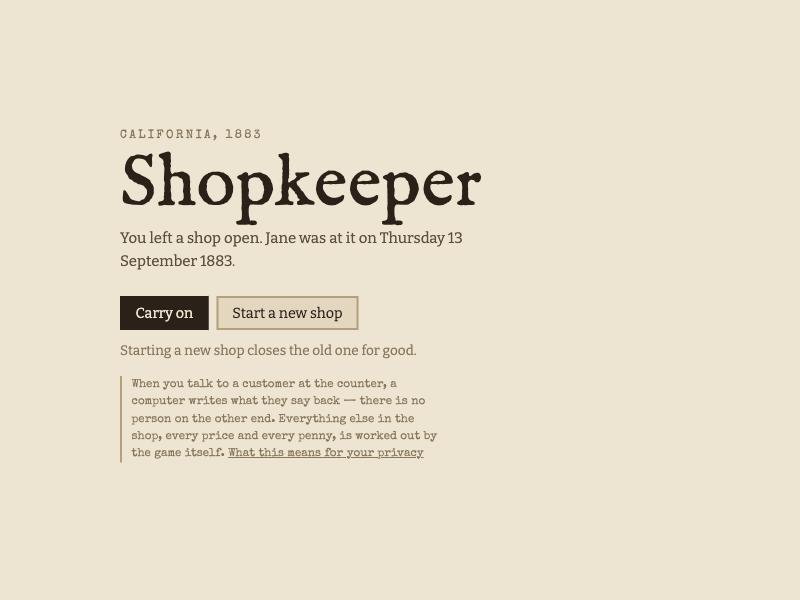 CALIFORNIA, 1883
Shopkeeper
You left a shop open. Jane was at it on Thursday 13
September 1883.
Carry on
Start a new shop
Starting a new shop closes the old one for good.
When you talk to a customer at the counter, a
computer writes what they say back — there is no
person on the other end. Everything else in the
shop, every price and every penny, is worked out by
the game itself. What this means for your privacy